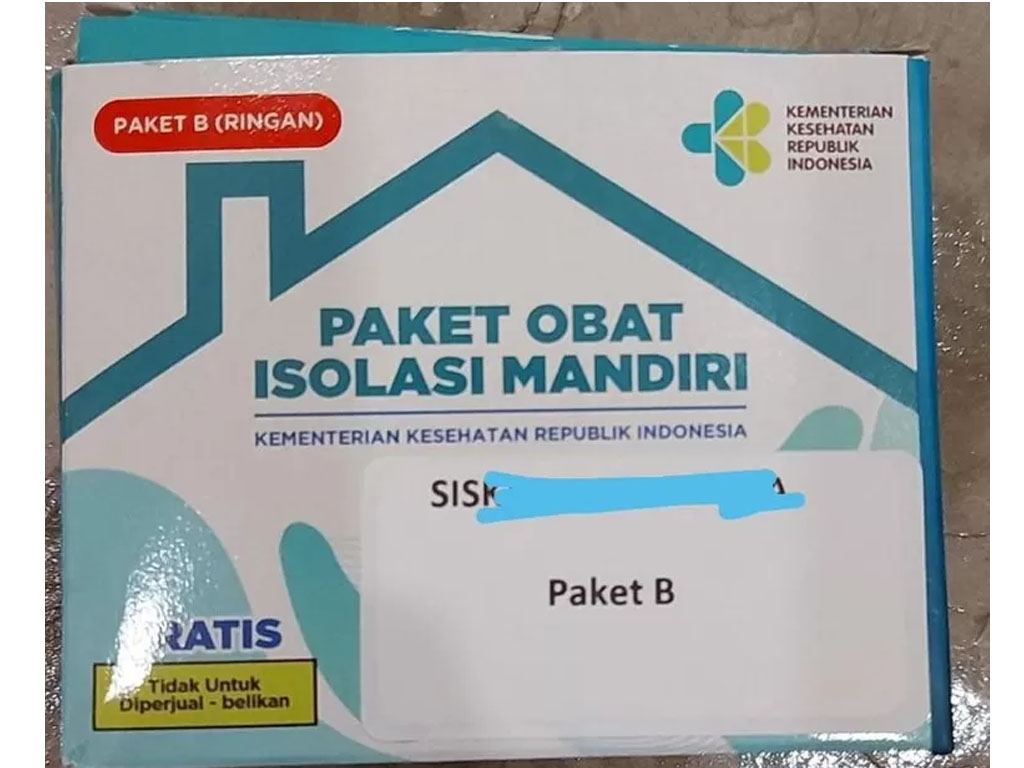 PAKET B (RINGAN)
KEMENTERIAN
KESEHATAN
REPUBLIK
INDONESIA
PAKET OBAT
ISOLASI MANDIRI
KEMENTERIAN KESEHATAN REPUBLIK INDONESIA
Paket B
GRATIS
Tidak Untuk
Diperjual - belikan